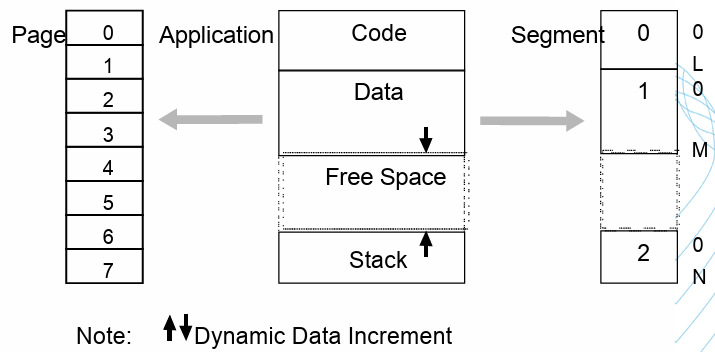 Page 0 Application Code Segment 0 0
1 L
2 Data 1 0
3
4 M
5 Free Space
6 2 0
7 Stack N
Note: Dynamic Data Increment